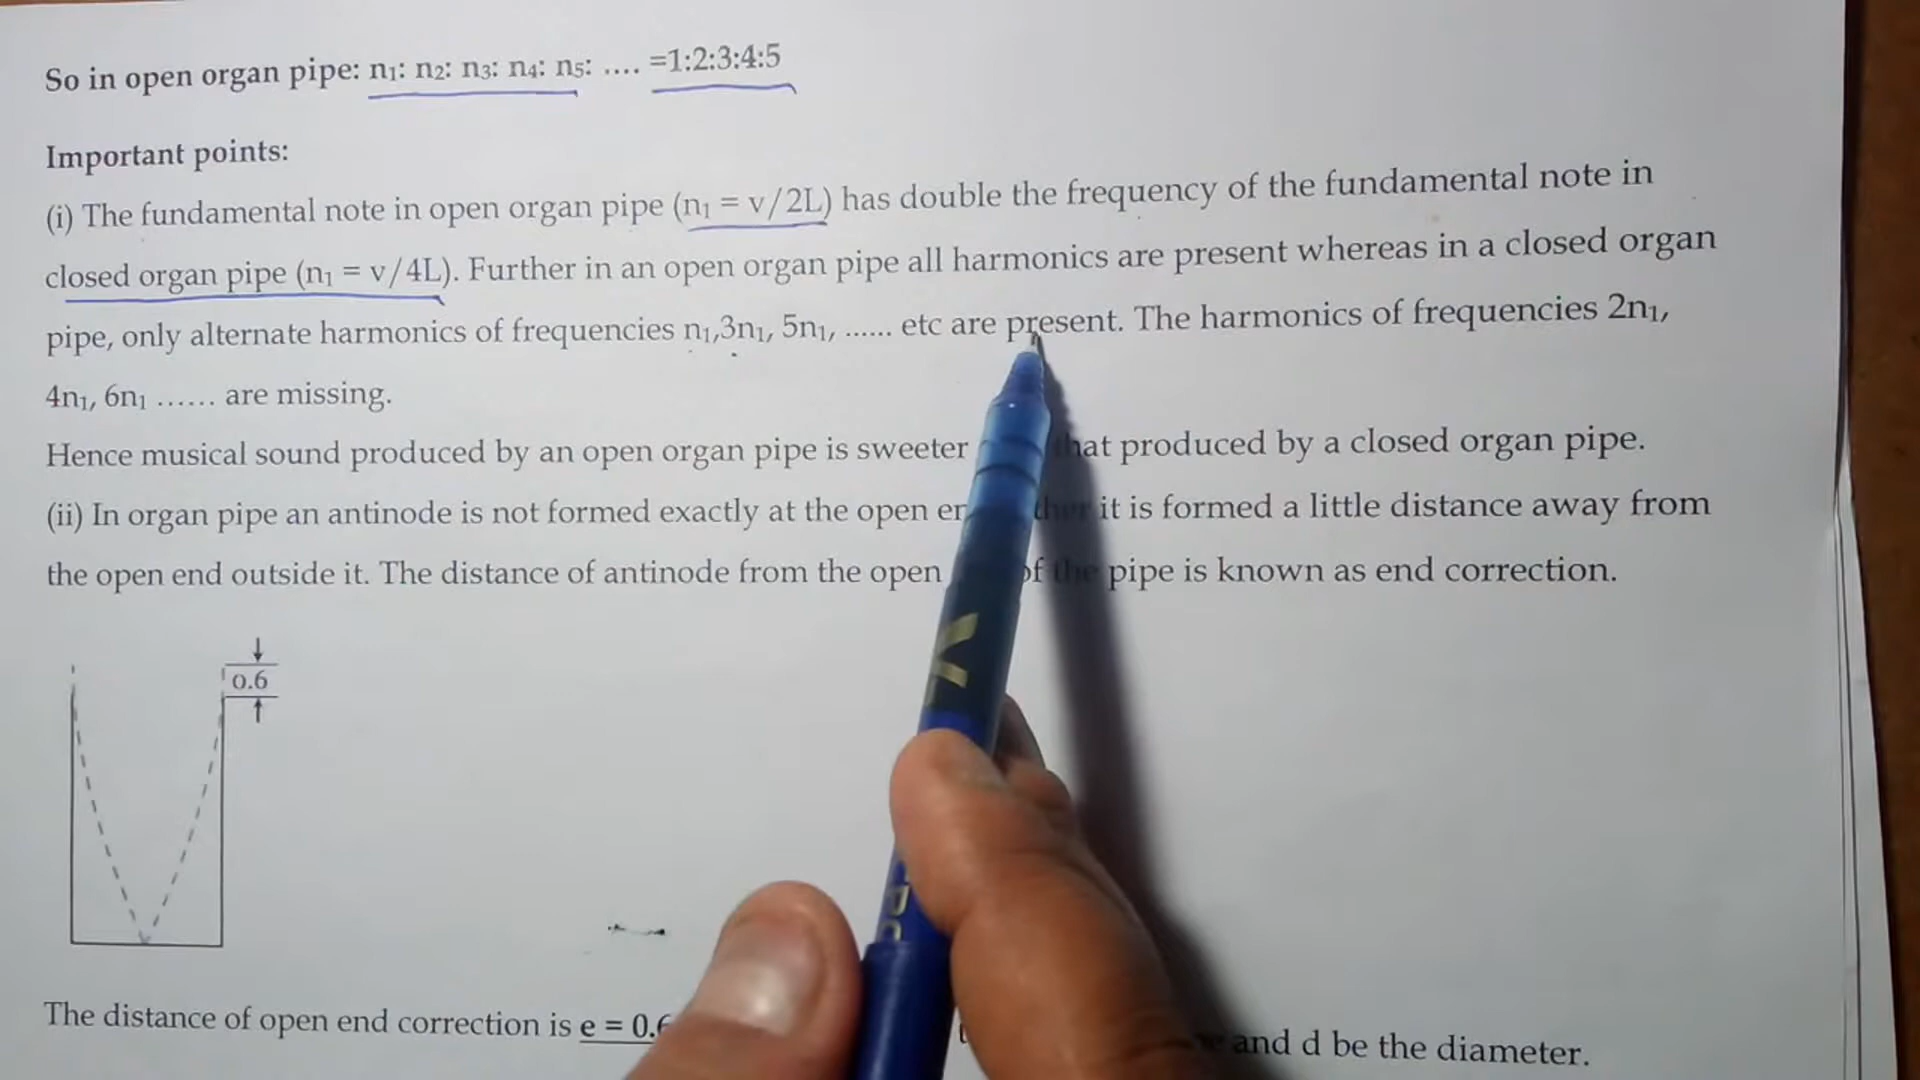 So in open organ pipe: n₁: n₂: n₃: n₄: n₅: .... =1:2:3:4:5
Important points:
(i) The fundamental note in open organ pipe (n₁ = v/2L) has double the frequency of the fundamental note in
closed organ pipe (n₁ = v/4L). Further in an open organ pipe all harmonics are present whereas in a closed organ
pipe, only alternate harmonics of frequencies n₁,3n₁, 5n₁, ...... etc are present. The harmonics of frequencies 2n₁,
4n₁, 6n₁ ...... are missing.
Hence musical sound produced by an open organ pipe is sweeter hat produced by a closed organ pipe.
(ii) In organ pipe an antinode is not formed exactly at the open it is formed a little distance away from
the open end outside it. The distance of antinode from the open of the pipe is known as end correction.
0.6
The distance of open end correction is e = 0.6 and d be the diameter.